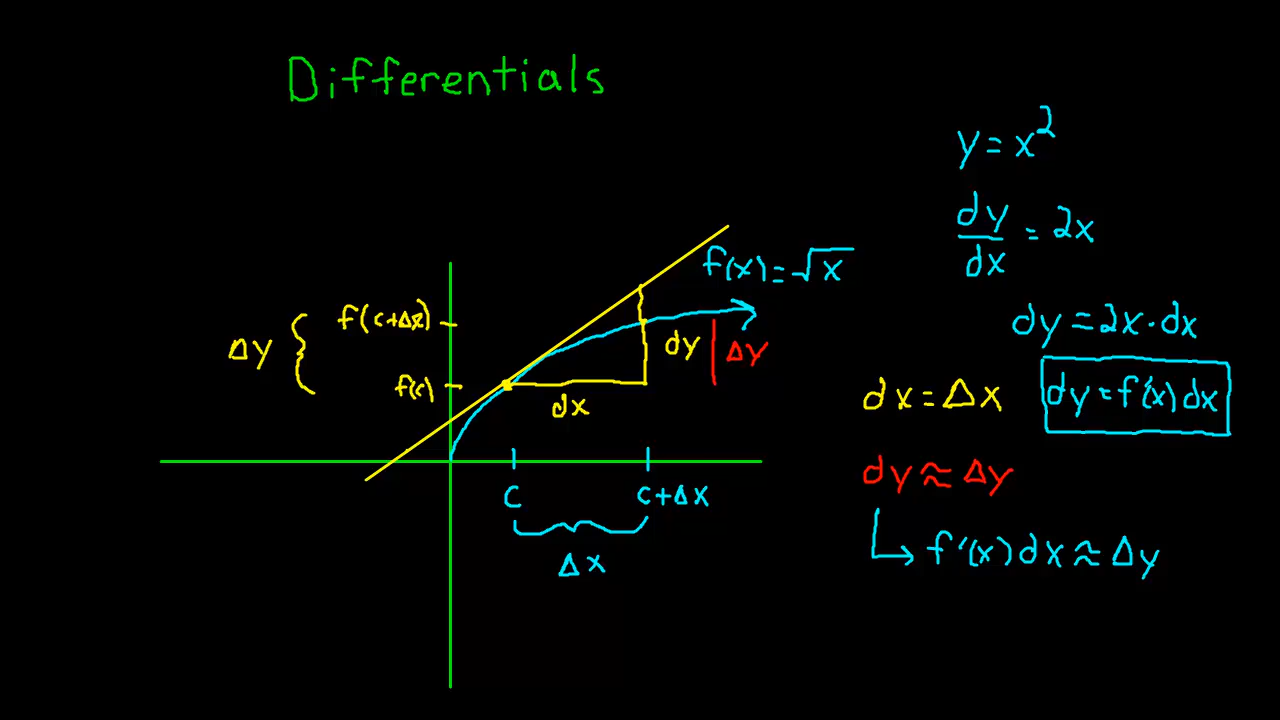 Differentials
y = x²
dy/dx = 2x
f(x) = √x
f(c+Δx)
dy = 2x · dx
Δy {
dy | Δy
f(c)
dx
dx = Δx
dy = f'(x) dx
dy ≈ Δy
c
c+Δx
f'(x) dx ≈ Δy
Δx